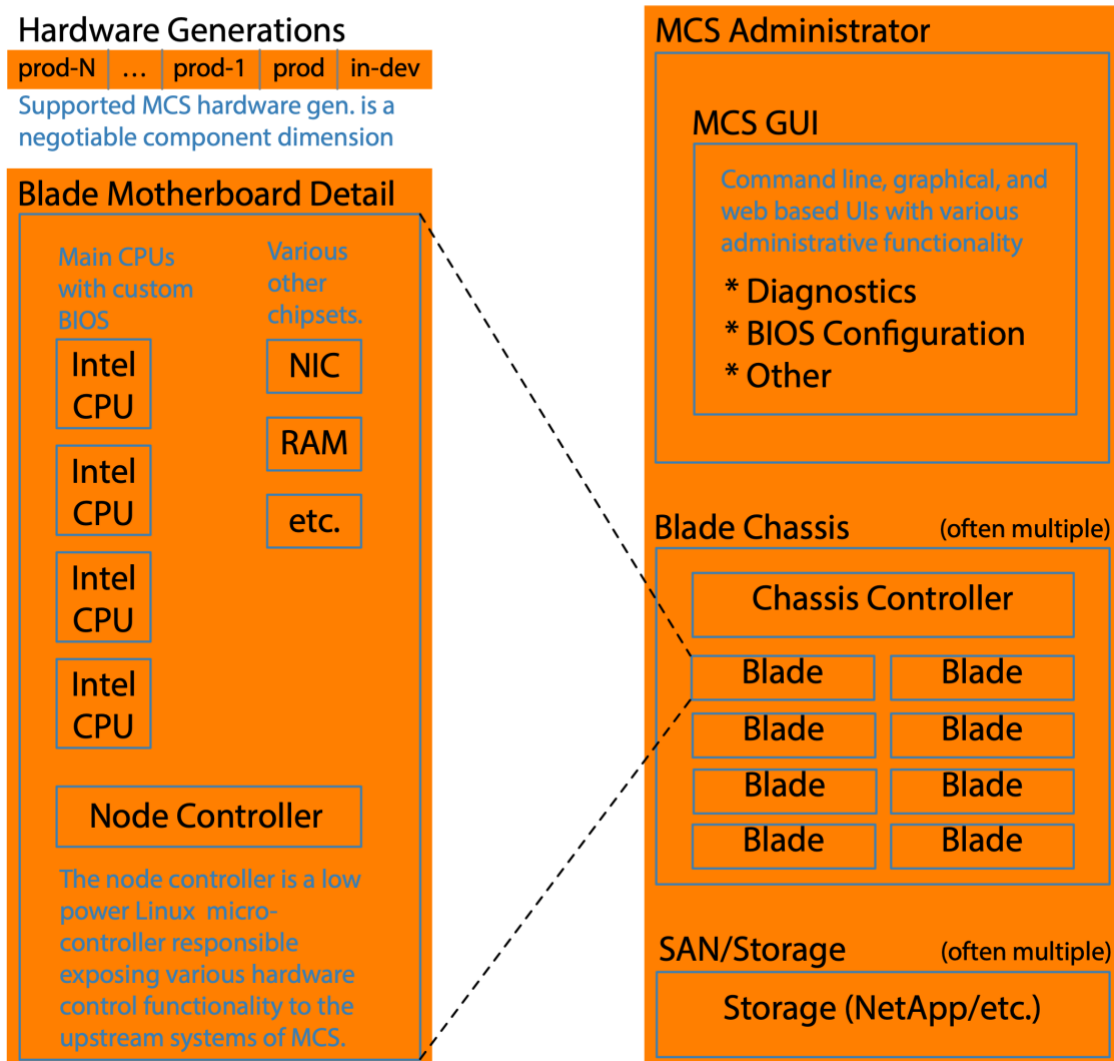 Hardware Generations
prod-N … prod-1 prod in-dev
Supported MCS hardware gen. is a
negotiable component dimension
Blade Motherboard Detail
Main CPUs
with custom
BIOS
Intel
CPU
Intel
CPU
Intel
CPU
Intel
CPU
Various
other
chipsets.
NIC
RAM
etc.
Node Controller
The node controller is a low
power Linux micro-
controller responsible
exposing various hardware
control functionality to the
upstream systems of MCS.
MCS Administrator
MCS GUI
Command line, graphical, and
web based UIs with various
administrative functionality
* Diagnostics
* BIOS Configuration
* Other
Blade Chassis (often multiple)
Chassis Controller
Blade Blade
Blade Blade
Blade Blade
Blade Blade
SAN/Storage (often multiple)
Storage (NetApp/etc.)